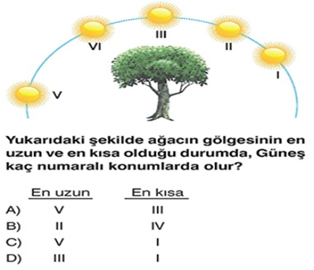 III
VI
II
V
I
Yukarıdaki şekilde ağacın gölgesinin en
uzun ve en kısa olduğu durumda, Güneş
kaç numaralı konumlarda olur?
En uzun En kısa
A) V III
B) II IV
C) V I
D) III I